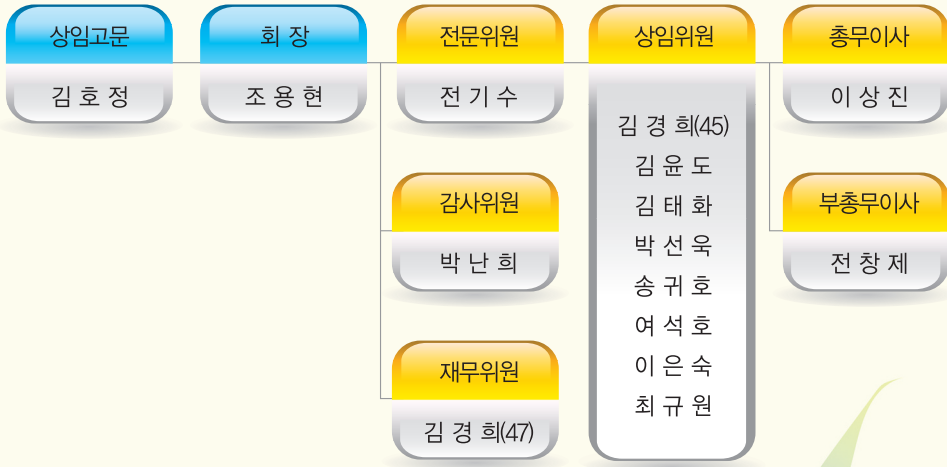 상임고문
김 호 정
회 장
조 용 현
전문위원
전 기 수
감사위원
박 난 희
재무위원
김 경 희(47)
상임위원
김 경 희(45)
김 윤 도
김 태 화
박 선 욱
송 귀 호
여 석 호
이 은 숙
최 규 원
총무이사
이 상 진
부총무이사
전 창 제